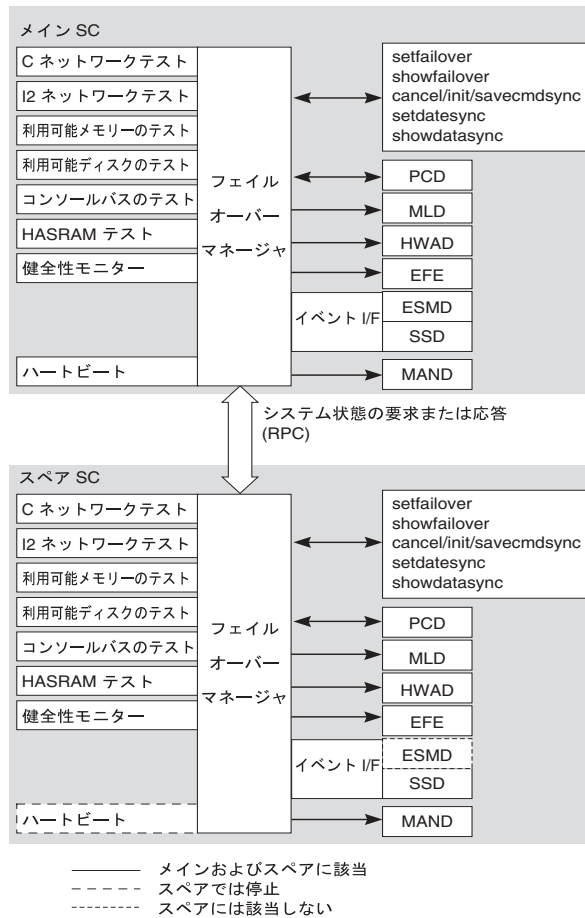 メイン SC
C ネットワークテスト
I2 ネットワークテスト
利用可能メモリーのテスト
利用可能ディスクのテスト
コンソールバスのテスト
HASRAM テスト
健全性モニター
ハートビート
フェイル
オーバー
マネージャ
setfailover
showfailover
cancel/init/savecmdsync
setdatesync
showdatasync
PCD
MLD
HWAD
EFE
イベント I/F
ESMD
SSD
MAND
システム状態の要求または応答
(RPC)
スペア SC
C ネットワークテスト
I2 ネットワークテスト
利用可能メモリーのテスト
利用可能ディスクのテスト
コンソールバスのテスト
HASRAM テスト
健全性モニター
ハートビート
フェイル
オーバー
マネージャ
setfailover
showfailover
cancel/init/savecmdsync
setdatesync
showdatasync
PCD
MLD
HWAD
EFE
イベント I/F
ESMD
SSD
MAND
メインおよびスペアに該当
スペアでは停止
スペアには該当しない